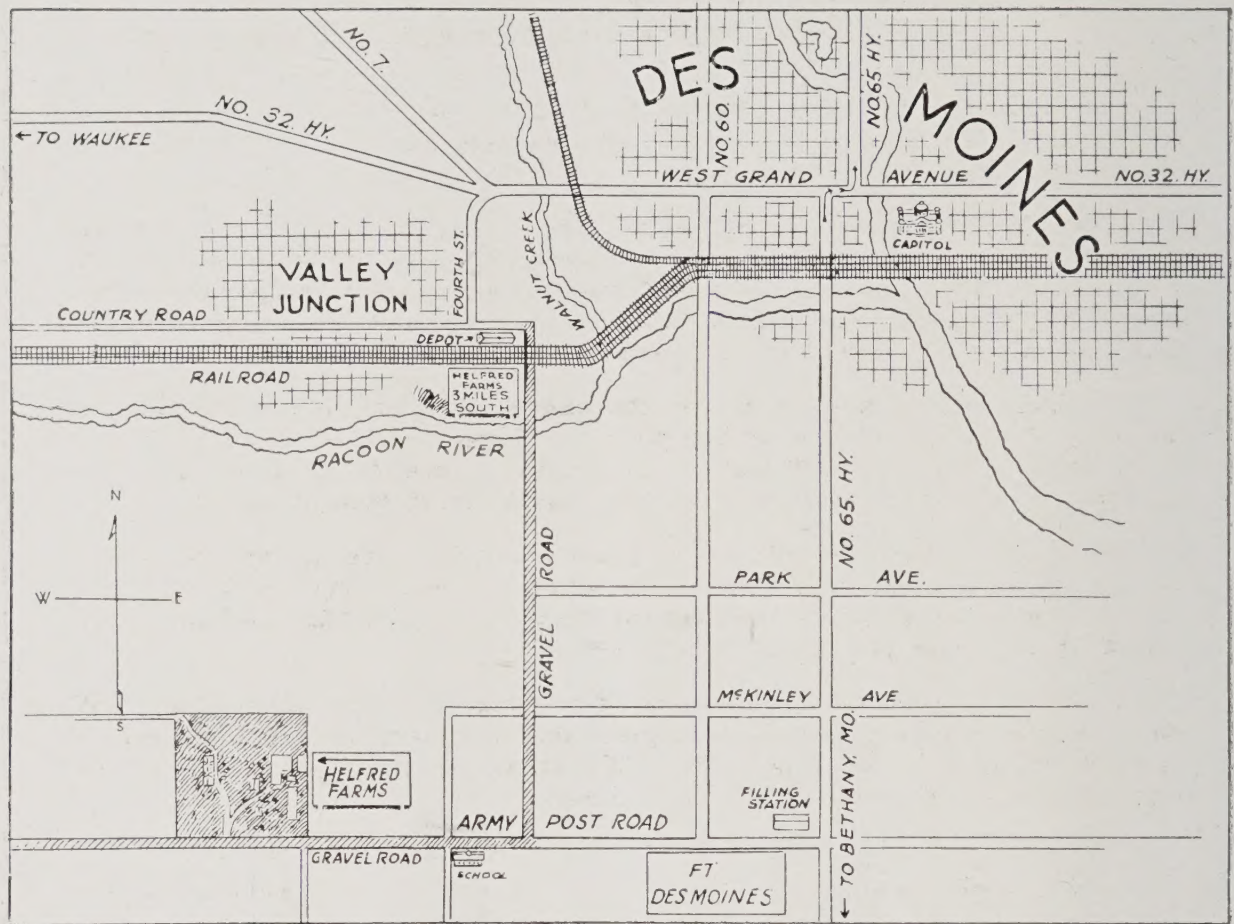 NO. 7.
NO. 32. HY.
← TO WAUKEE
DES
MOINES
NO. 60.
NO. 65 HY.
WEST GRAND AVENUE
NO. 32. HY.
CAPITOL
WALNUT CREEK
FOURTH ST.
VALLEY
JUNCTION
COUNTRY ROAD
DEPOT
RAILROAD
HELFRED
FARMS
3 MILES
SOUTH
RACOON RIVER
N
W E
S
GRAVEL ROAD
NO. 65. HY.
PARK AVE.
McKINLEY AVE
HELFRED
FARMS
FILLING
STATION
ARMY POST ROAD
GRAVEL ROAD
SCHOOL
FT
DES MOINES
← TO BETHANY, MO.